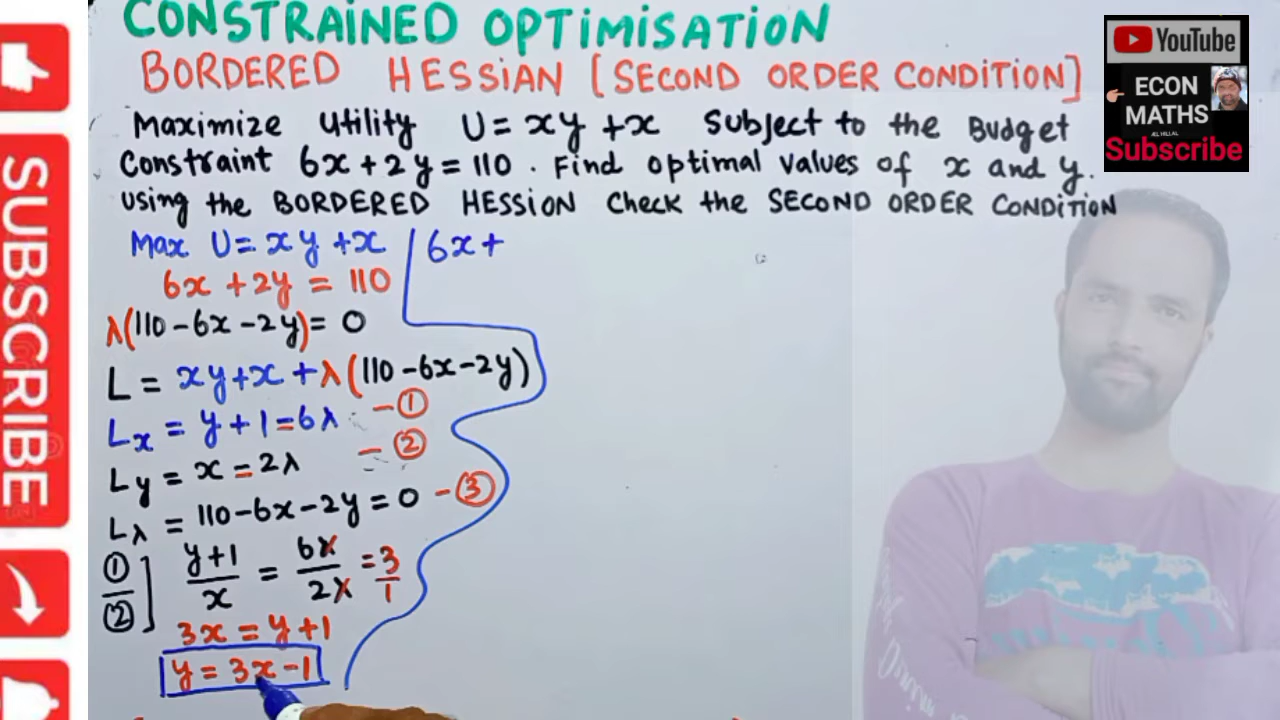 CONSTRAINED OPTIMISATION
BORDERED HESSIAN [SECOND ORDER CONDITION]
Maximize Utility U = xy + x Subject to the Budget
Constraint 6x + 2y = 110 . Find optimal values of x and y.
using the BORDERED HESSION Check the SECOND ORDER CONDITION
Max U = xy + x
6x + 2y = 110
λ(110 - 6x - 2y) = 0
L = xy + x + λ(110 - 6x - 2y)
Lx = y + 1 = 6λ - ①
Ly = x = 2λ - ②
Lλ = 110 - 6x - 2y = 0 - ③
①/② ] y+1/x = 6λ/2λ = 3/1
3x = y + 1
y = 3x - 1
6x +
YouTube
ECON
MATHS
Subscribe
SUBSCRIBE